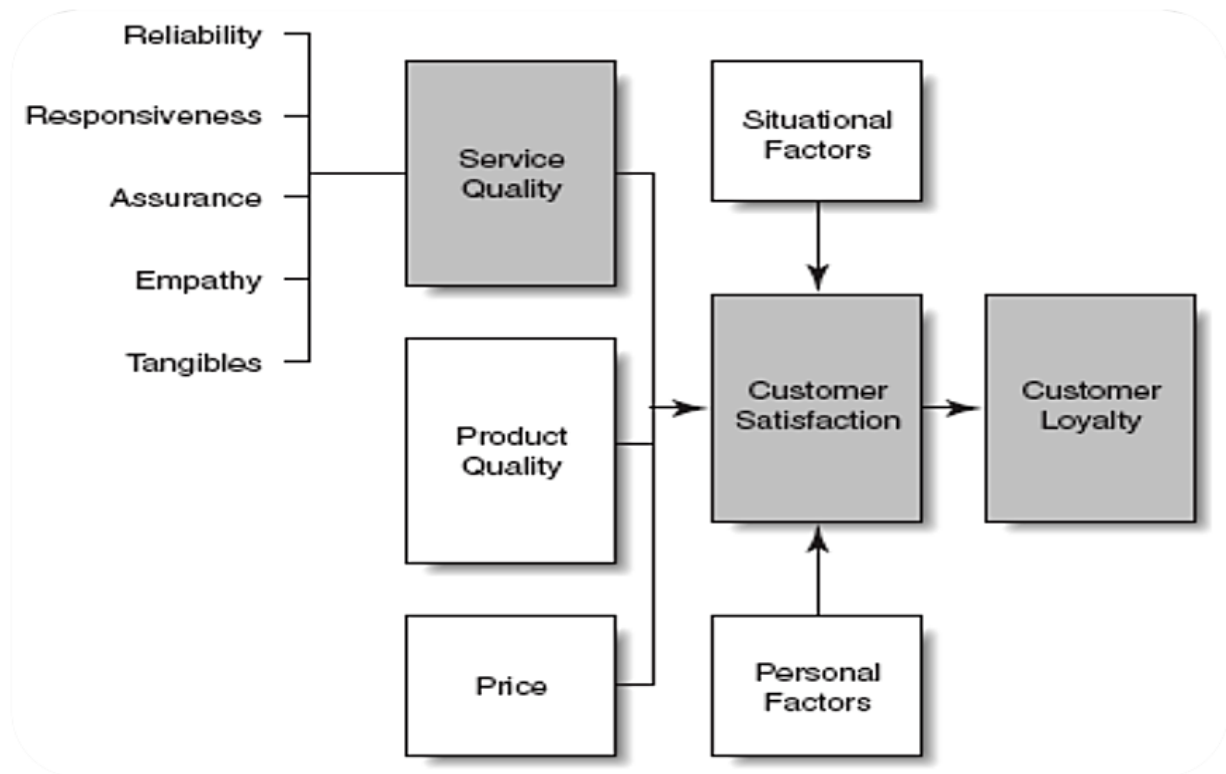 Reliability
Responsiveness
Assurance
Empathy
Tangibles
Service
Quality
Product
Quality
Price
Situational
Factors
Customer
Satisfaction
Personal
Factors
Customer
Loyalty